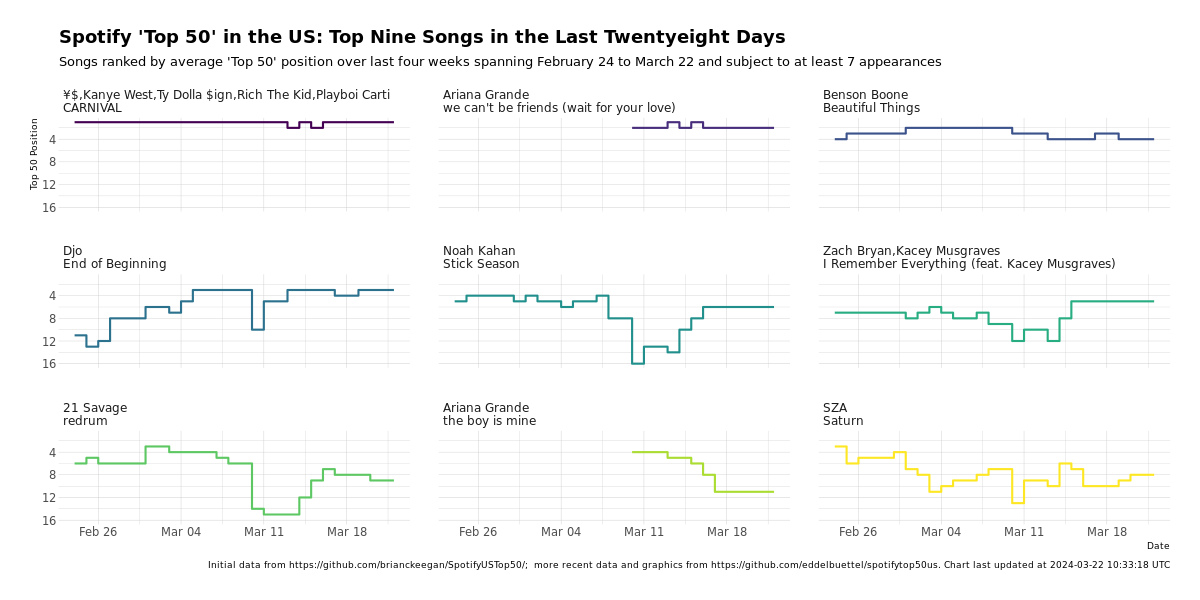 Spotify 'Top 50' in the US: Top Nine Songs in the Last Twentyeight Days
Songs ranked by average 'Top 50' position over last four weeks spanning February 24 to March 22 and subject to at least 7 appearances
¥$,Kanye West,Ty Dolla $ign,Rich The Kid,Playboi Carti
CARNIVAL
Ariana Grande
we can't be friends (wait for your love)
Benson Boone
Beautiful Things
Top 50 Position
4
8
12
16
Djo
End of Beginning
Noah Kahan
Stick Season
Zach Bryan,Kacey Musgraves
I Remember Everything (feat. Kacey Musgraves)
4
8
12
16
21 Savage
redrum
Ariana Grande
the boy is mine
SZA
Saturn
4
8
12
16
Feb 26 Mar 04 Mar 11 Mar 18
Feb 26 Mar 04 Mar 11 Mar 18
Feb 26 Mar 04 Mar 11 Mar 18
Date
Initial data from https://github.com/brianckeegan/SpotifyUSTop50/;  more recent data and graphics from https://github.com/eddelbuettel/spotifytop50us. Chart last updated at 2024-03-22 10:33:18 UTC